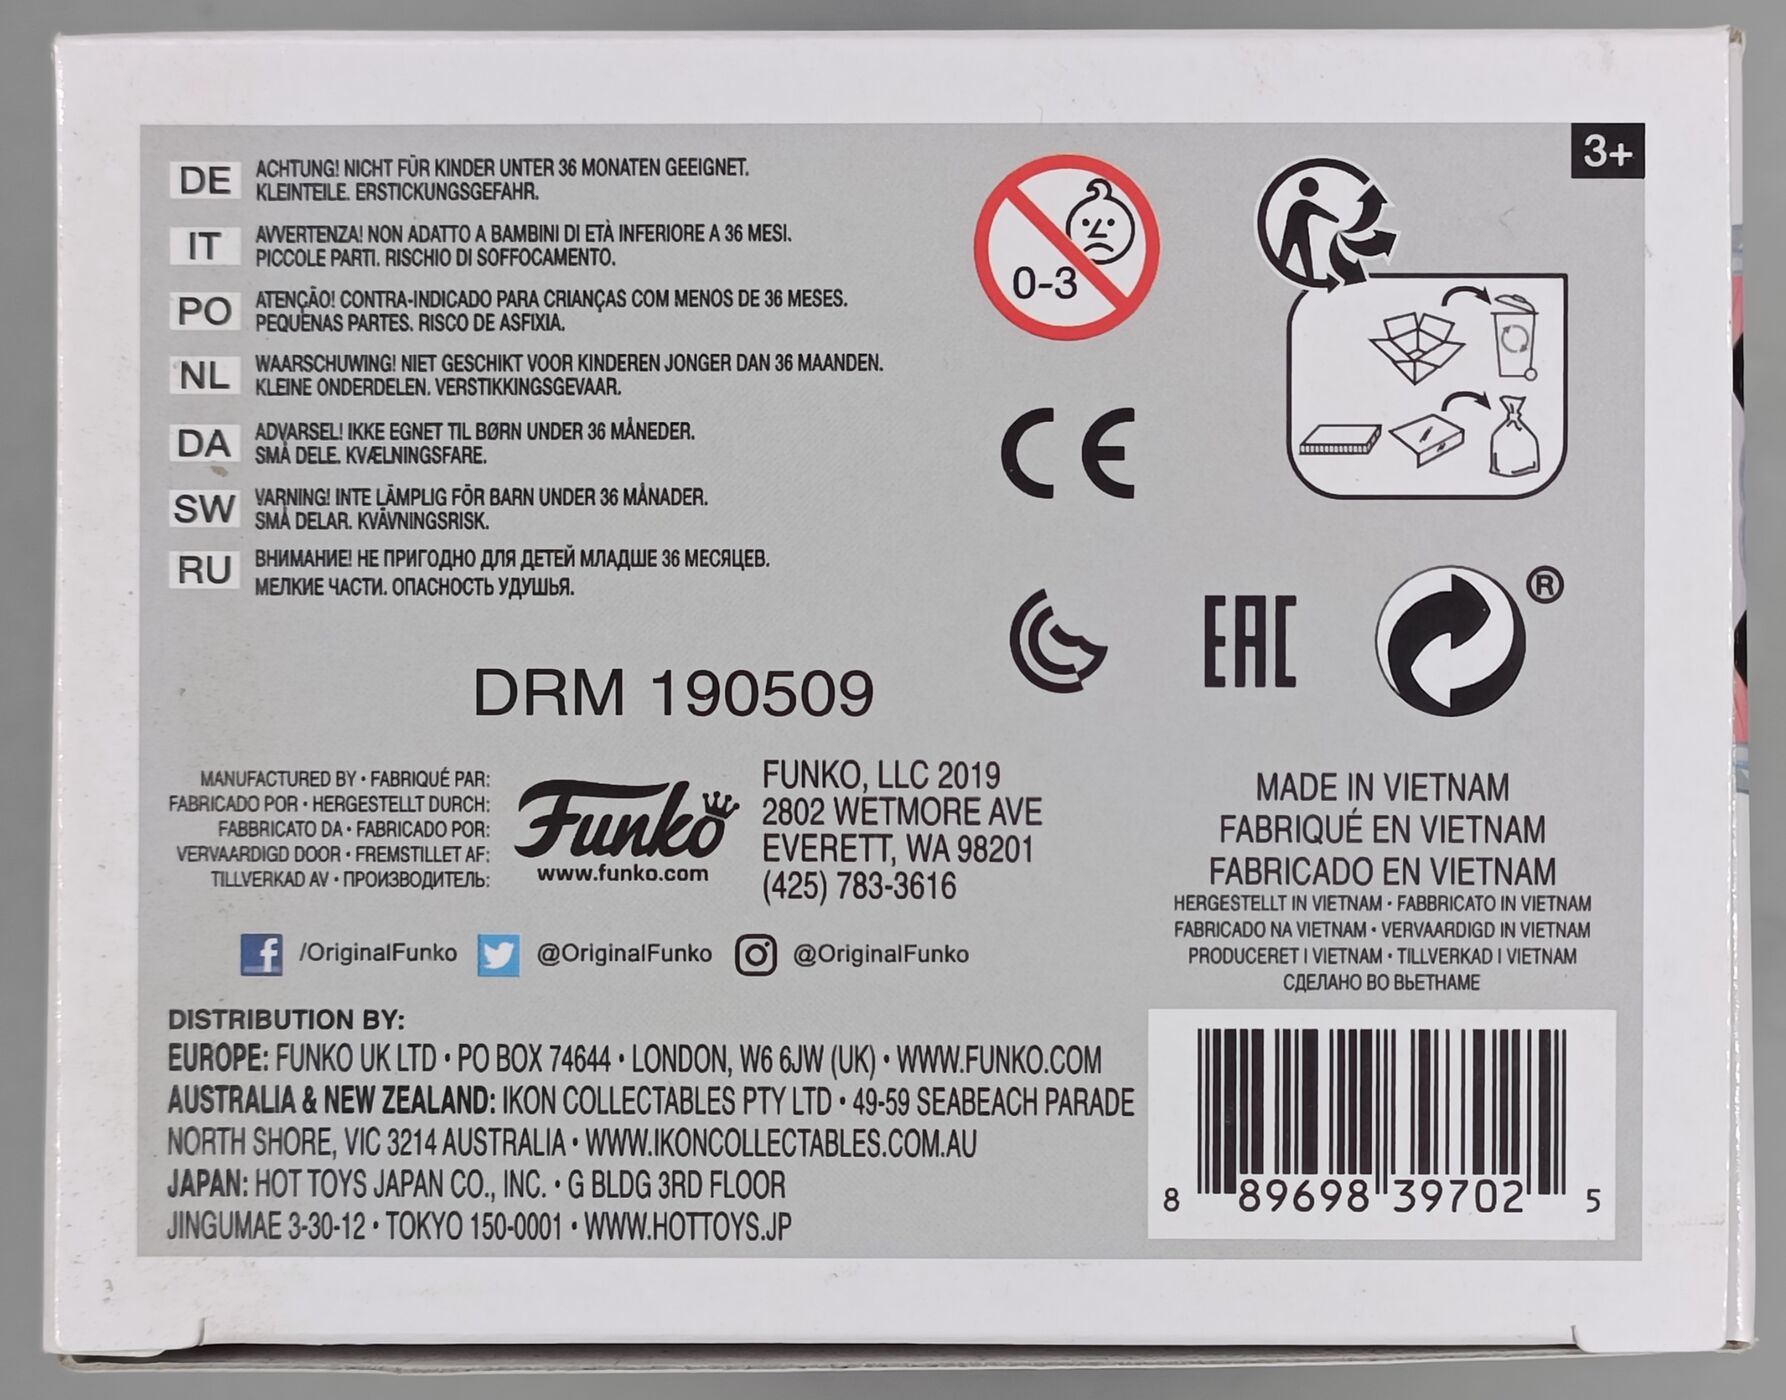 3+
DE
ACHTUNG! NICHT FÜR KINDER UNTER 36 MONATEN GEEIGNET.
KLEINTEILE. ERSTICKUNGSGEFAHR.
IT
AVVERTENZA! NON ADATTO A BAMBINI DI ETÀ INFERIORE A 36 MESI.
PICCOLE PARTI. RISCHIO DI SOFFOCAMENTO.
PO
ATENÇÃO! CONTRA-INDICADO PARA CRIANÇAS COM MENOS DE 36 MESES.
PEQUENAS PARTES. RISCO DE ASFIXIA.
NL
WAARSCHUWING! NIET GESCHIKT VOOR KINDEREN JONGER DAN 36 MAANDEN.
KLEINE ONDERDELEN. VERSTIKKINGSGEVAAR.
DA
ADVARSEL! IKKE EGNET TIL BØRN UNDER 36 MÅNEDER.
SMÅ DELE. KVÆLNINGSFARE.
SW
VARNING! INTE LÄMPLIG FÖR BARN UNDER 36 MÅNADER.
SMÅ DELAR. KVÄVNINGSRISK.
RU
ВНИМАНИЕ! НЕ ПРИГОДНО ДЛЯ ДЕТЕЙ МЛАДШЕ 36 МЕСЯЦЕВ.
МЕЛКИЕ ЧАСТИ. ОПАСНОСТЬ УДУШЬЯ.
0-3
CE
EAC
®
DRM 190509
MANUFACTURED BY • FABRIQUÉ PAR:
FABRICADO POR • HERGESTELLT DURCH:
FABBRICATO DA • FABRICADO POR:
VERVAARDIGD DOOR • FREMSTILLET AF:
TILLVERKAD AV • ПРОИЗВОДИТЕЛЬ:
Funko
www.funko.com
FUNKO, LLC 2019
2802 WETMORE AVE
EVERETT, WA 98201
(425) 783-3616
MADE IN VIETNAM
FABRIQUÉ EN VIETNAM
FABRICADO EN VIETNAM
HERGESTELLT IN VIETNAM • FABBRICATO IN VIETNAM
FABRICADO NA VIETNAM • VERVAARDIGD IN VIETNAM
PRODUCERET I VIETNAM • TILLVERKAD I VIETNAM
СДЕЛАНО ВО ВЬЕТНАМЕ
/OriginalFunko @OriginalFunko @OriginalFunko
DISTRIBUTION BY:
EUROPE: FUNKO UK LTD • PO BOX 74644 • LONDON, W6 6JW (UK) • WWW.FUNKO.COM
AUSTRALIA & NEW ZEALAND: IKON COLLECTABLES PTY LTD • 49-59 SEABEACH PARADE
NORTH SHORE, VIC 3214 AUSTRALIA • WWW.IKONCOLLECTABLES.COM.AU
JAPAN: HOT TOYS JAPAN CO., INC. • G BLDG 3RD FLOOR
JINGUMAE 3-30-12 • TOKYO 150-0001 • WWW.HOTTOYS.JP
8 89698 39702 5